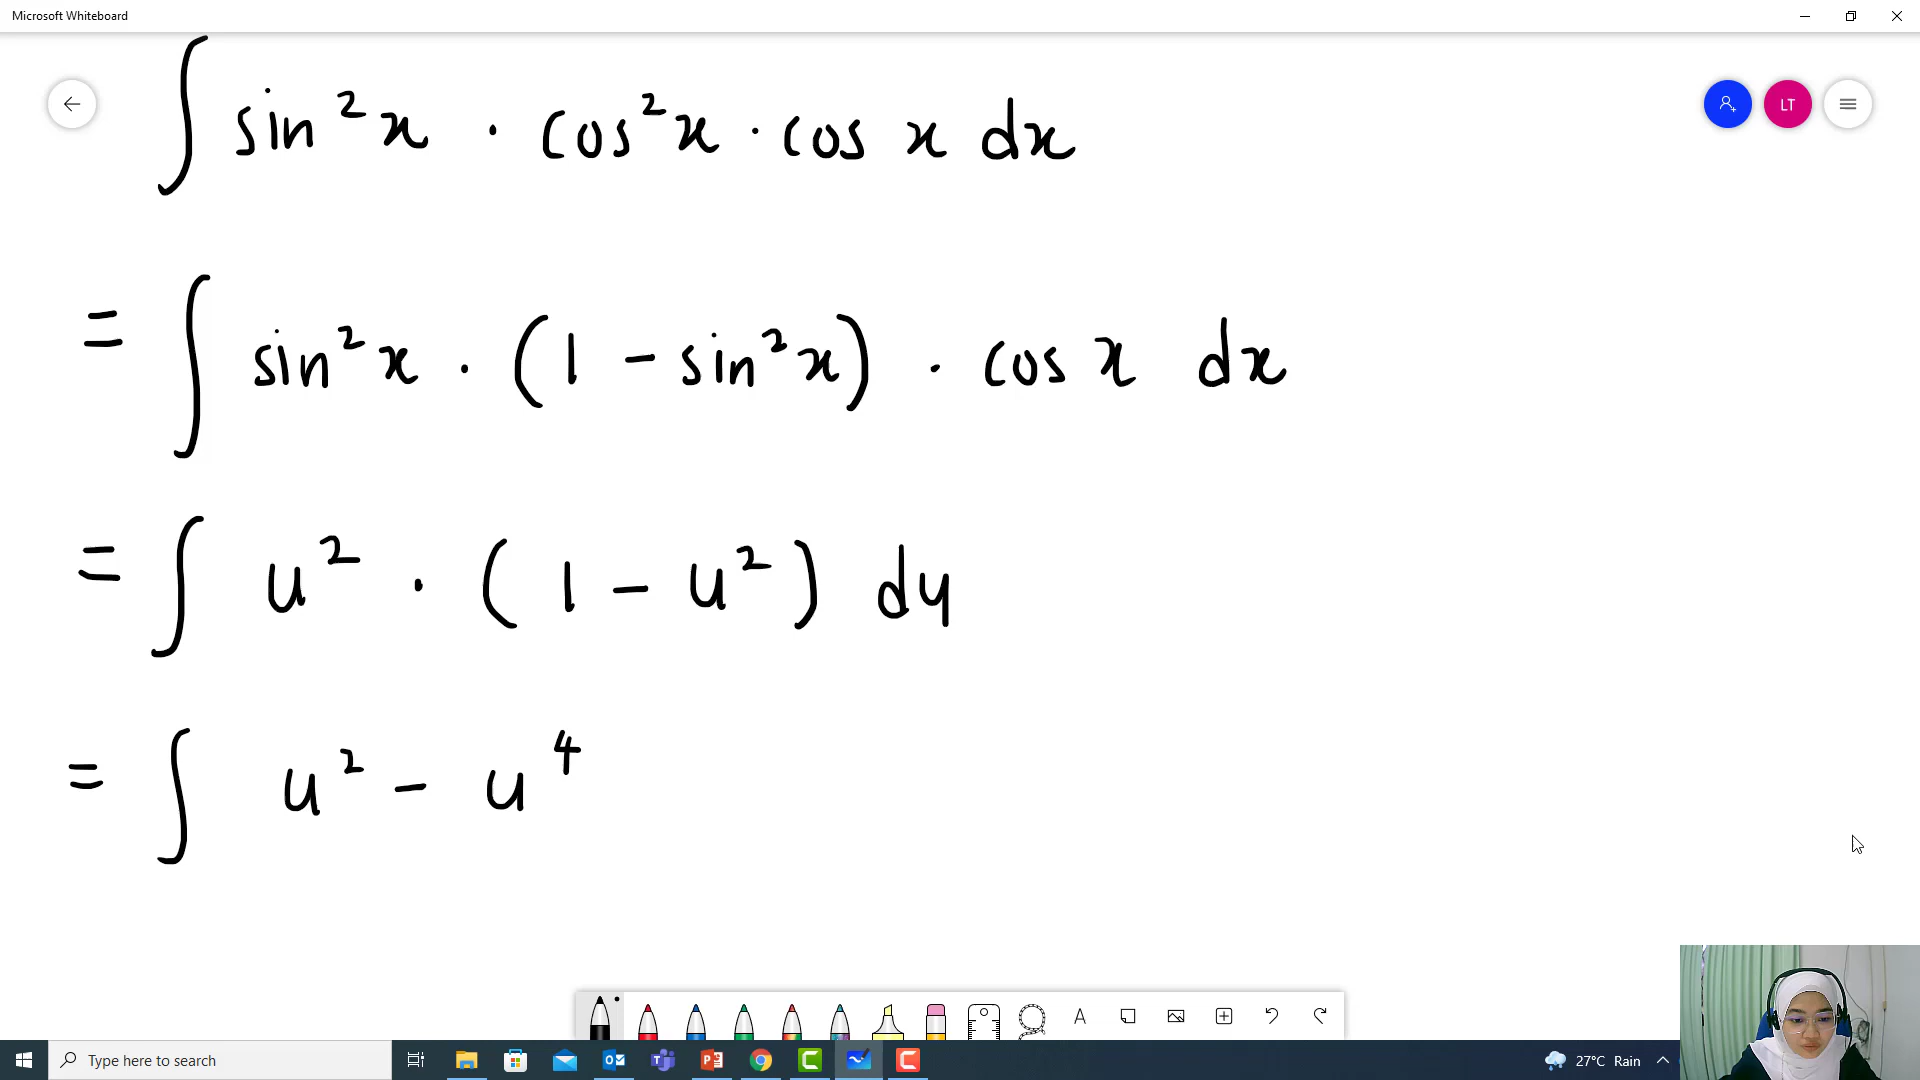 Microsoft Whiteboard
LT
∫ sin²x · cos²x · cos x dx
= ∫ sin²x · (1 - sin²x) · cos x dx
= ∫ u² · (1 - u²) du
= ∫ u² - u⁴
A
Type here to search
27°C Rain